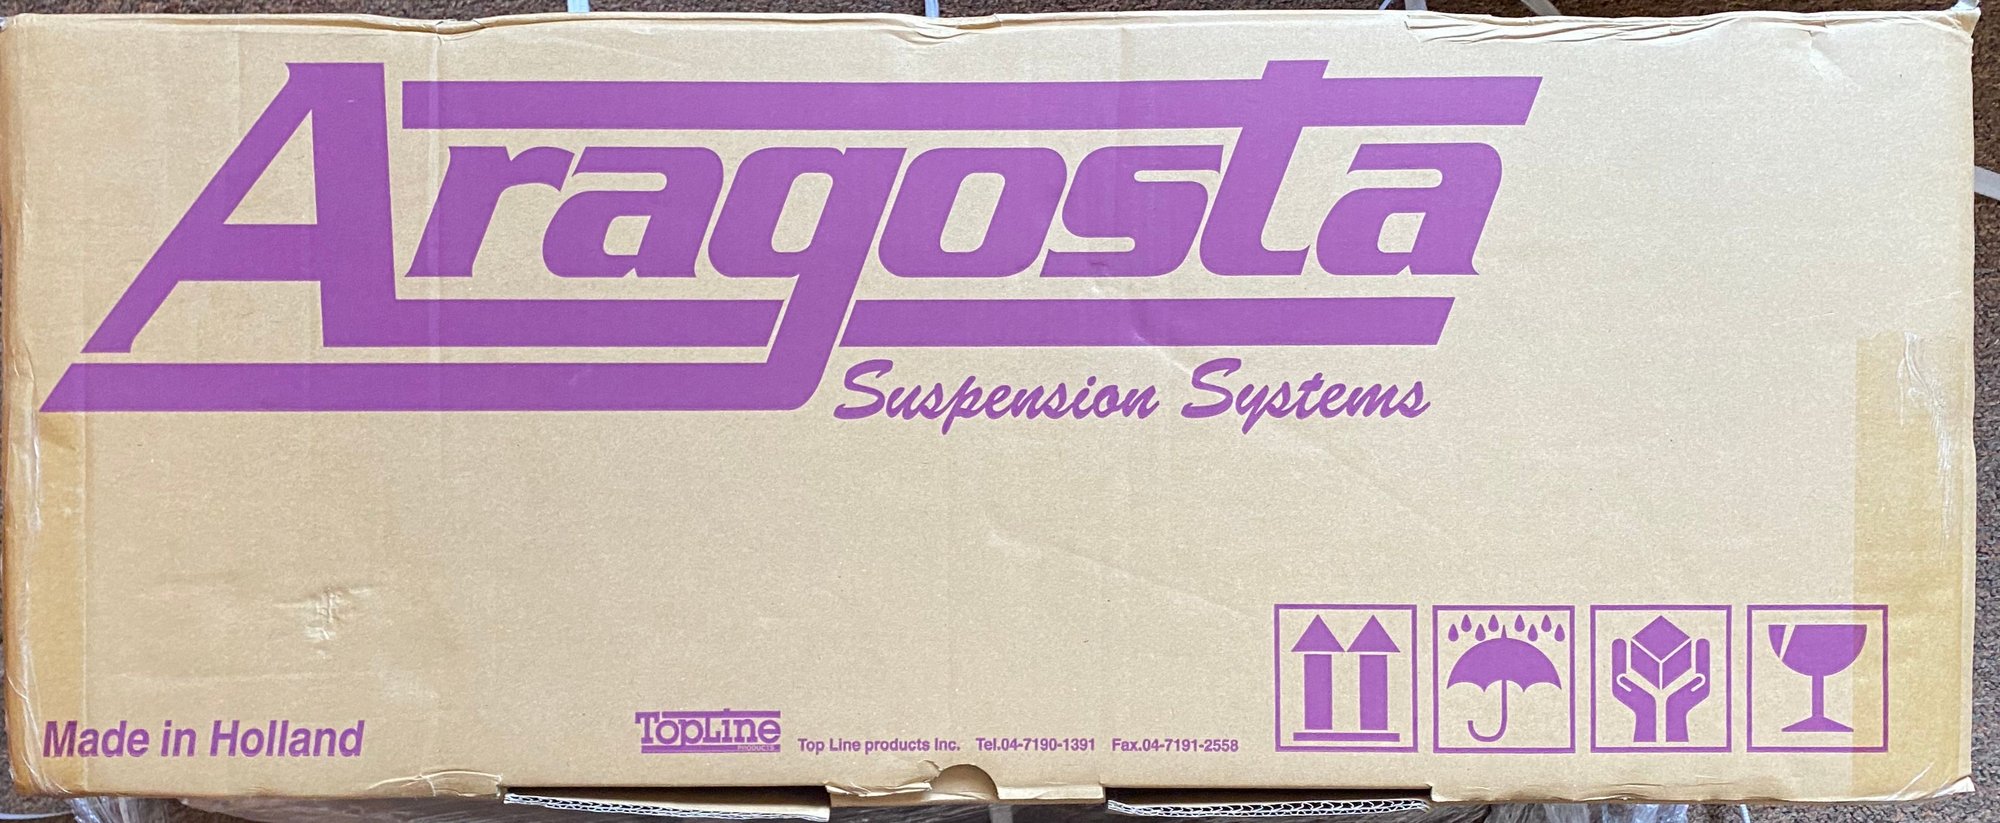 Aragosta
Suspension Systems
Made in Holland
TOPLINE
PRODUCTS
Top Line products Inc. Tel.04-7190-1391 Fax.04-7191-2558